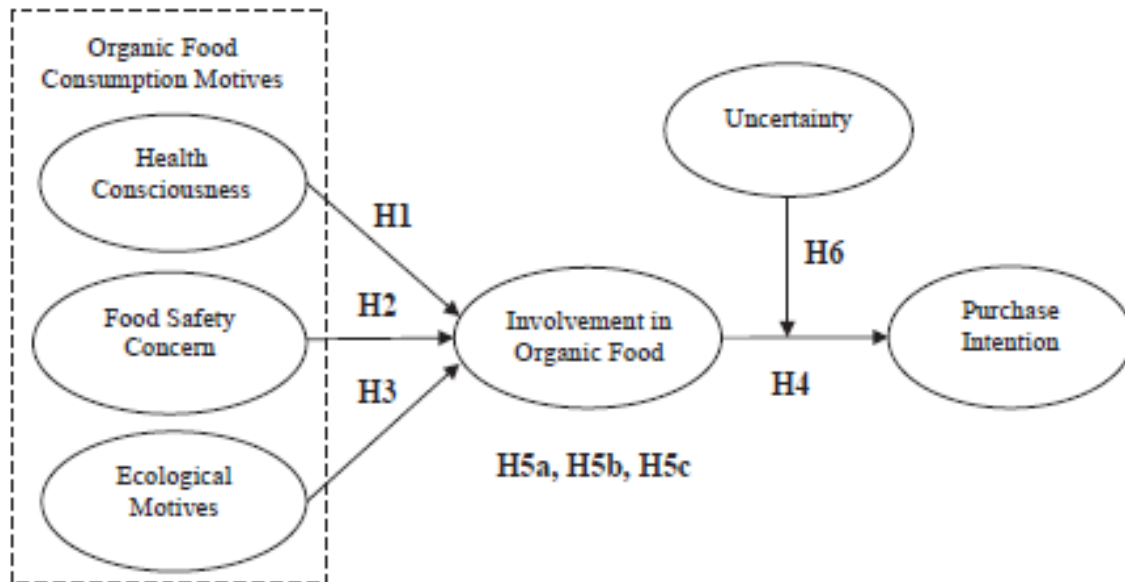 Organic Food
Consumption Motives
Health
Consciousness
Food Safety
Concern
Ecological
Motives
H1
H2
H3
Involvement in
Organic Food
H5a, H5b, H5c
Uncertainty
H6
H4
Purchase
Intention